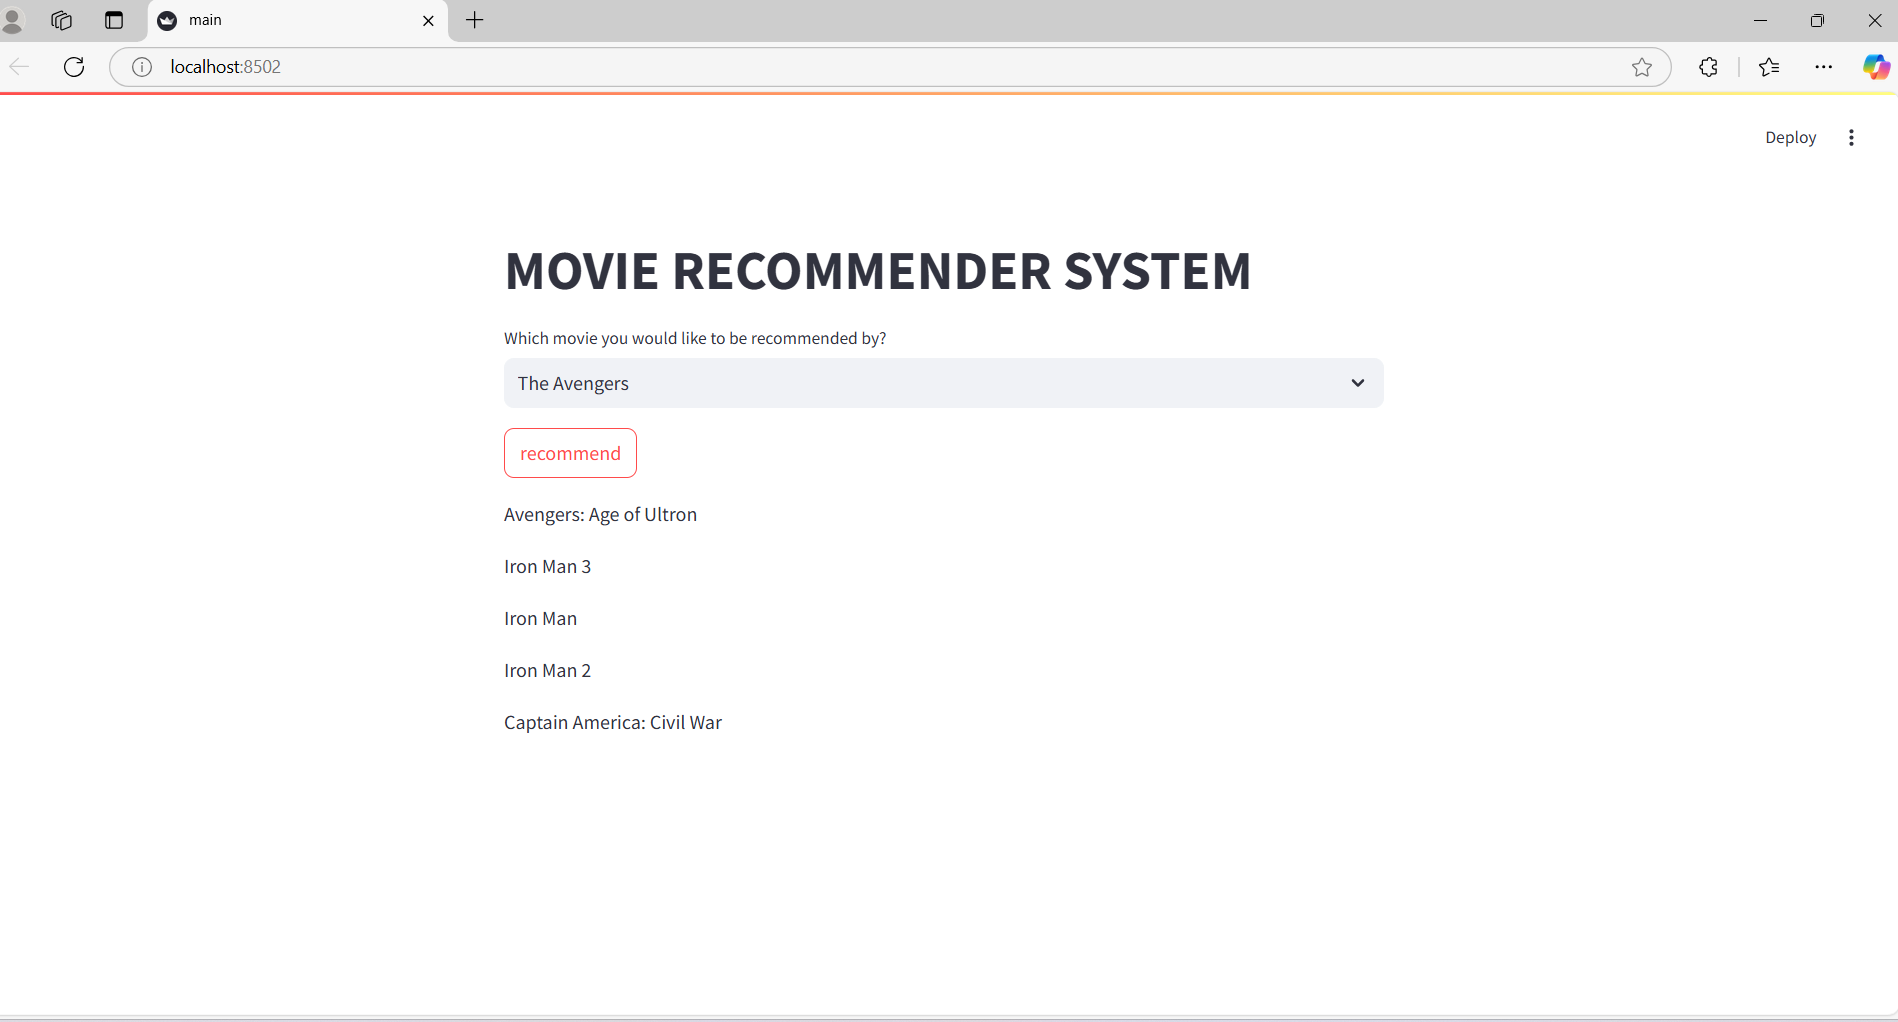 main
localhost:8502
Deploy
MOVIE RECOMMENDER SYSTEM
Which movie you would like to be recommended by?
The Avengers
recommend
Avengers: Age of Ultron
Iron Man 3
Iron Man
Iron Man 2
Captain America: Civil War